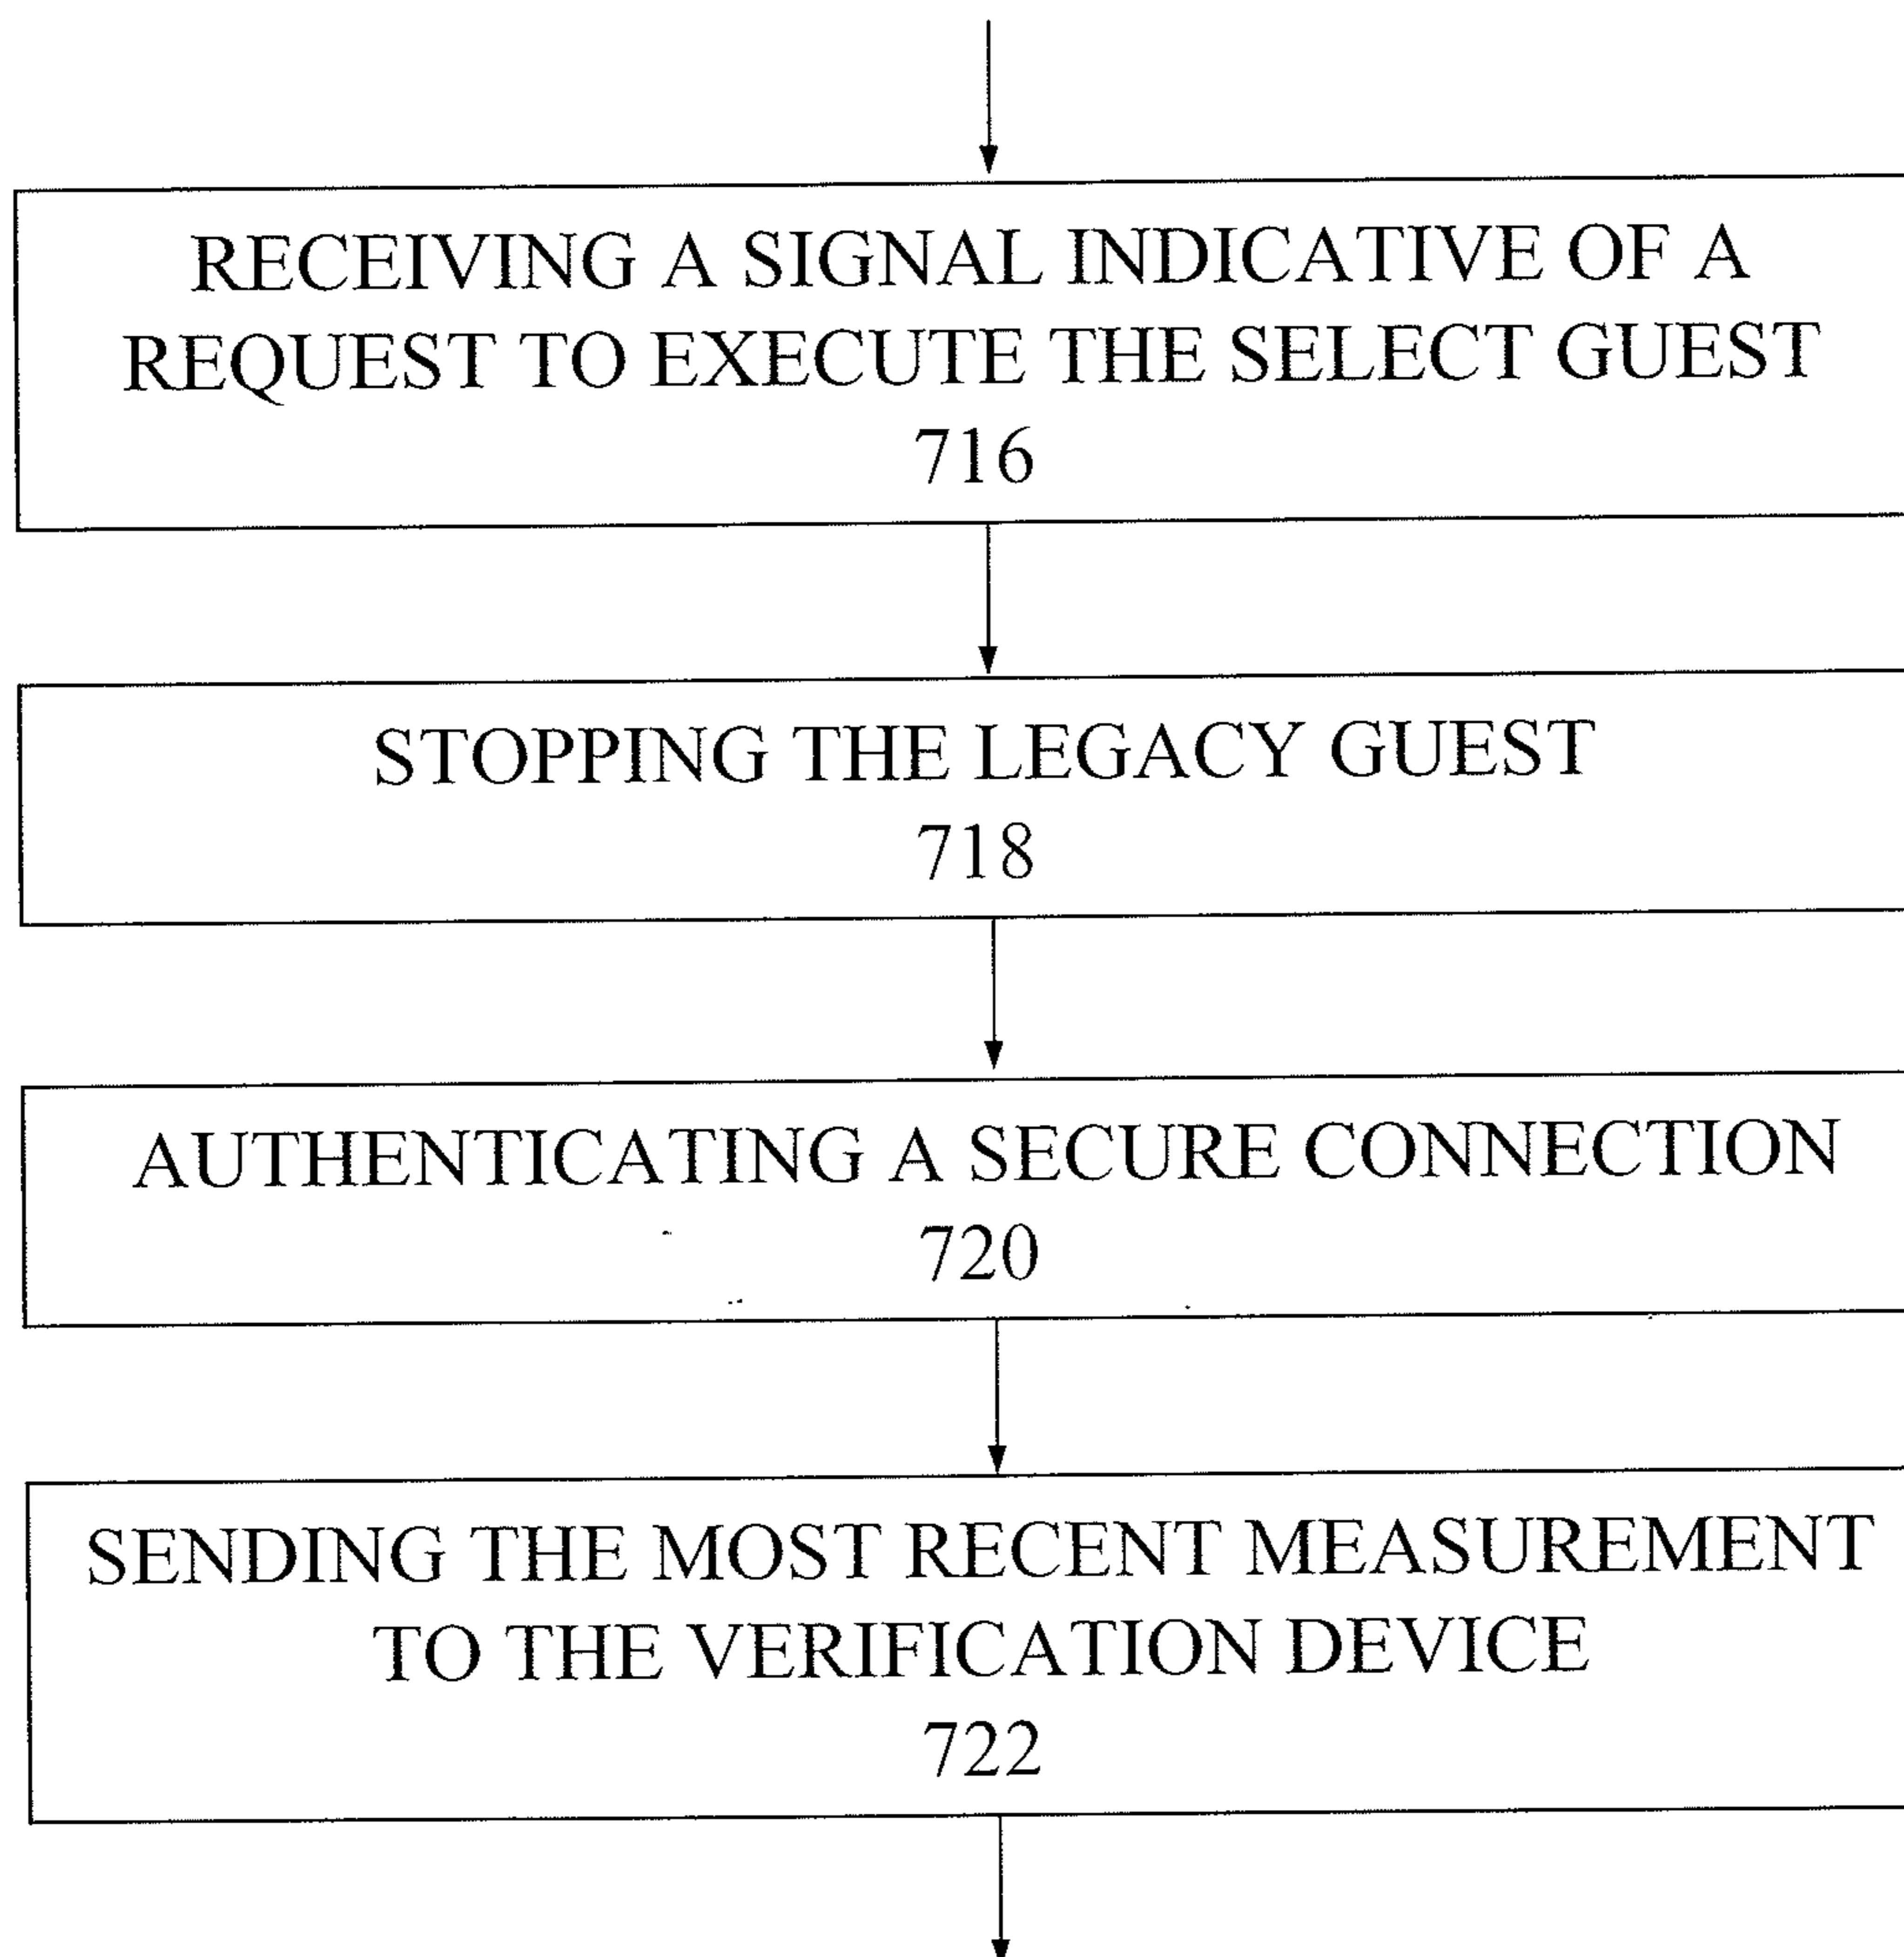 RECEIVING A SIGNAL INDICATIVE OF A
REQUEST TO EXECUTE THE SELECT GUEST
716
STOPPING THE LEGACY GUEST
718
AUTHENTICATING A SECURE CONNECTION
720
SENDING THE MOST RECENT MEASUREMENT
TO THE VERIFICATION DEVICE
722